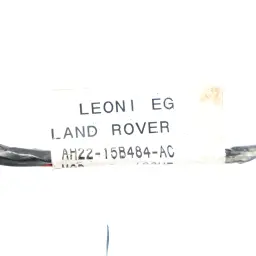 LEONI EG
LAND ROVER
AH22-15B484-AC